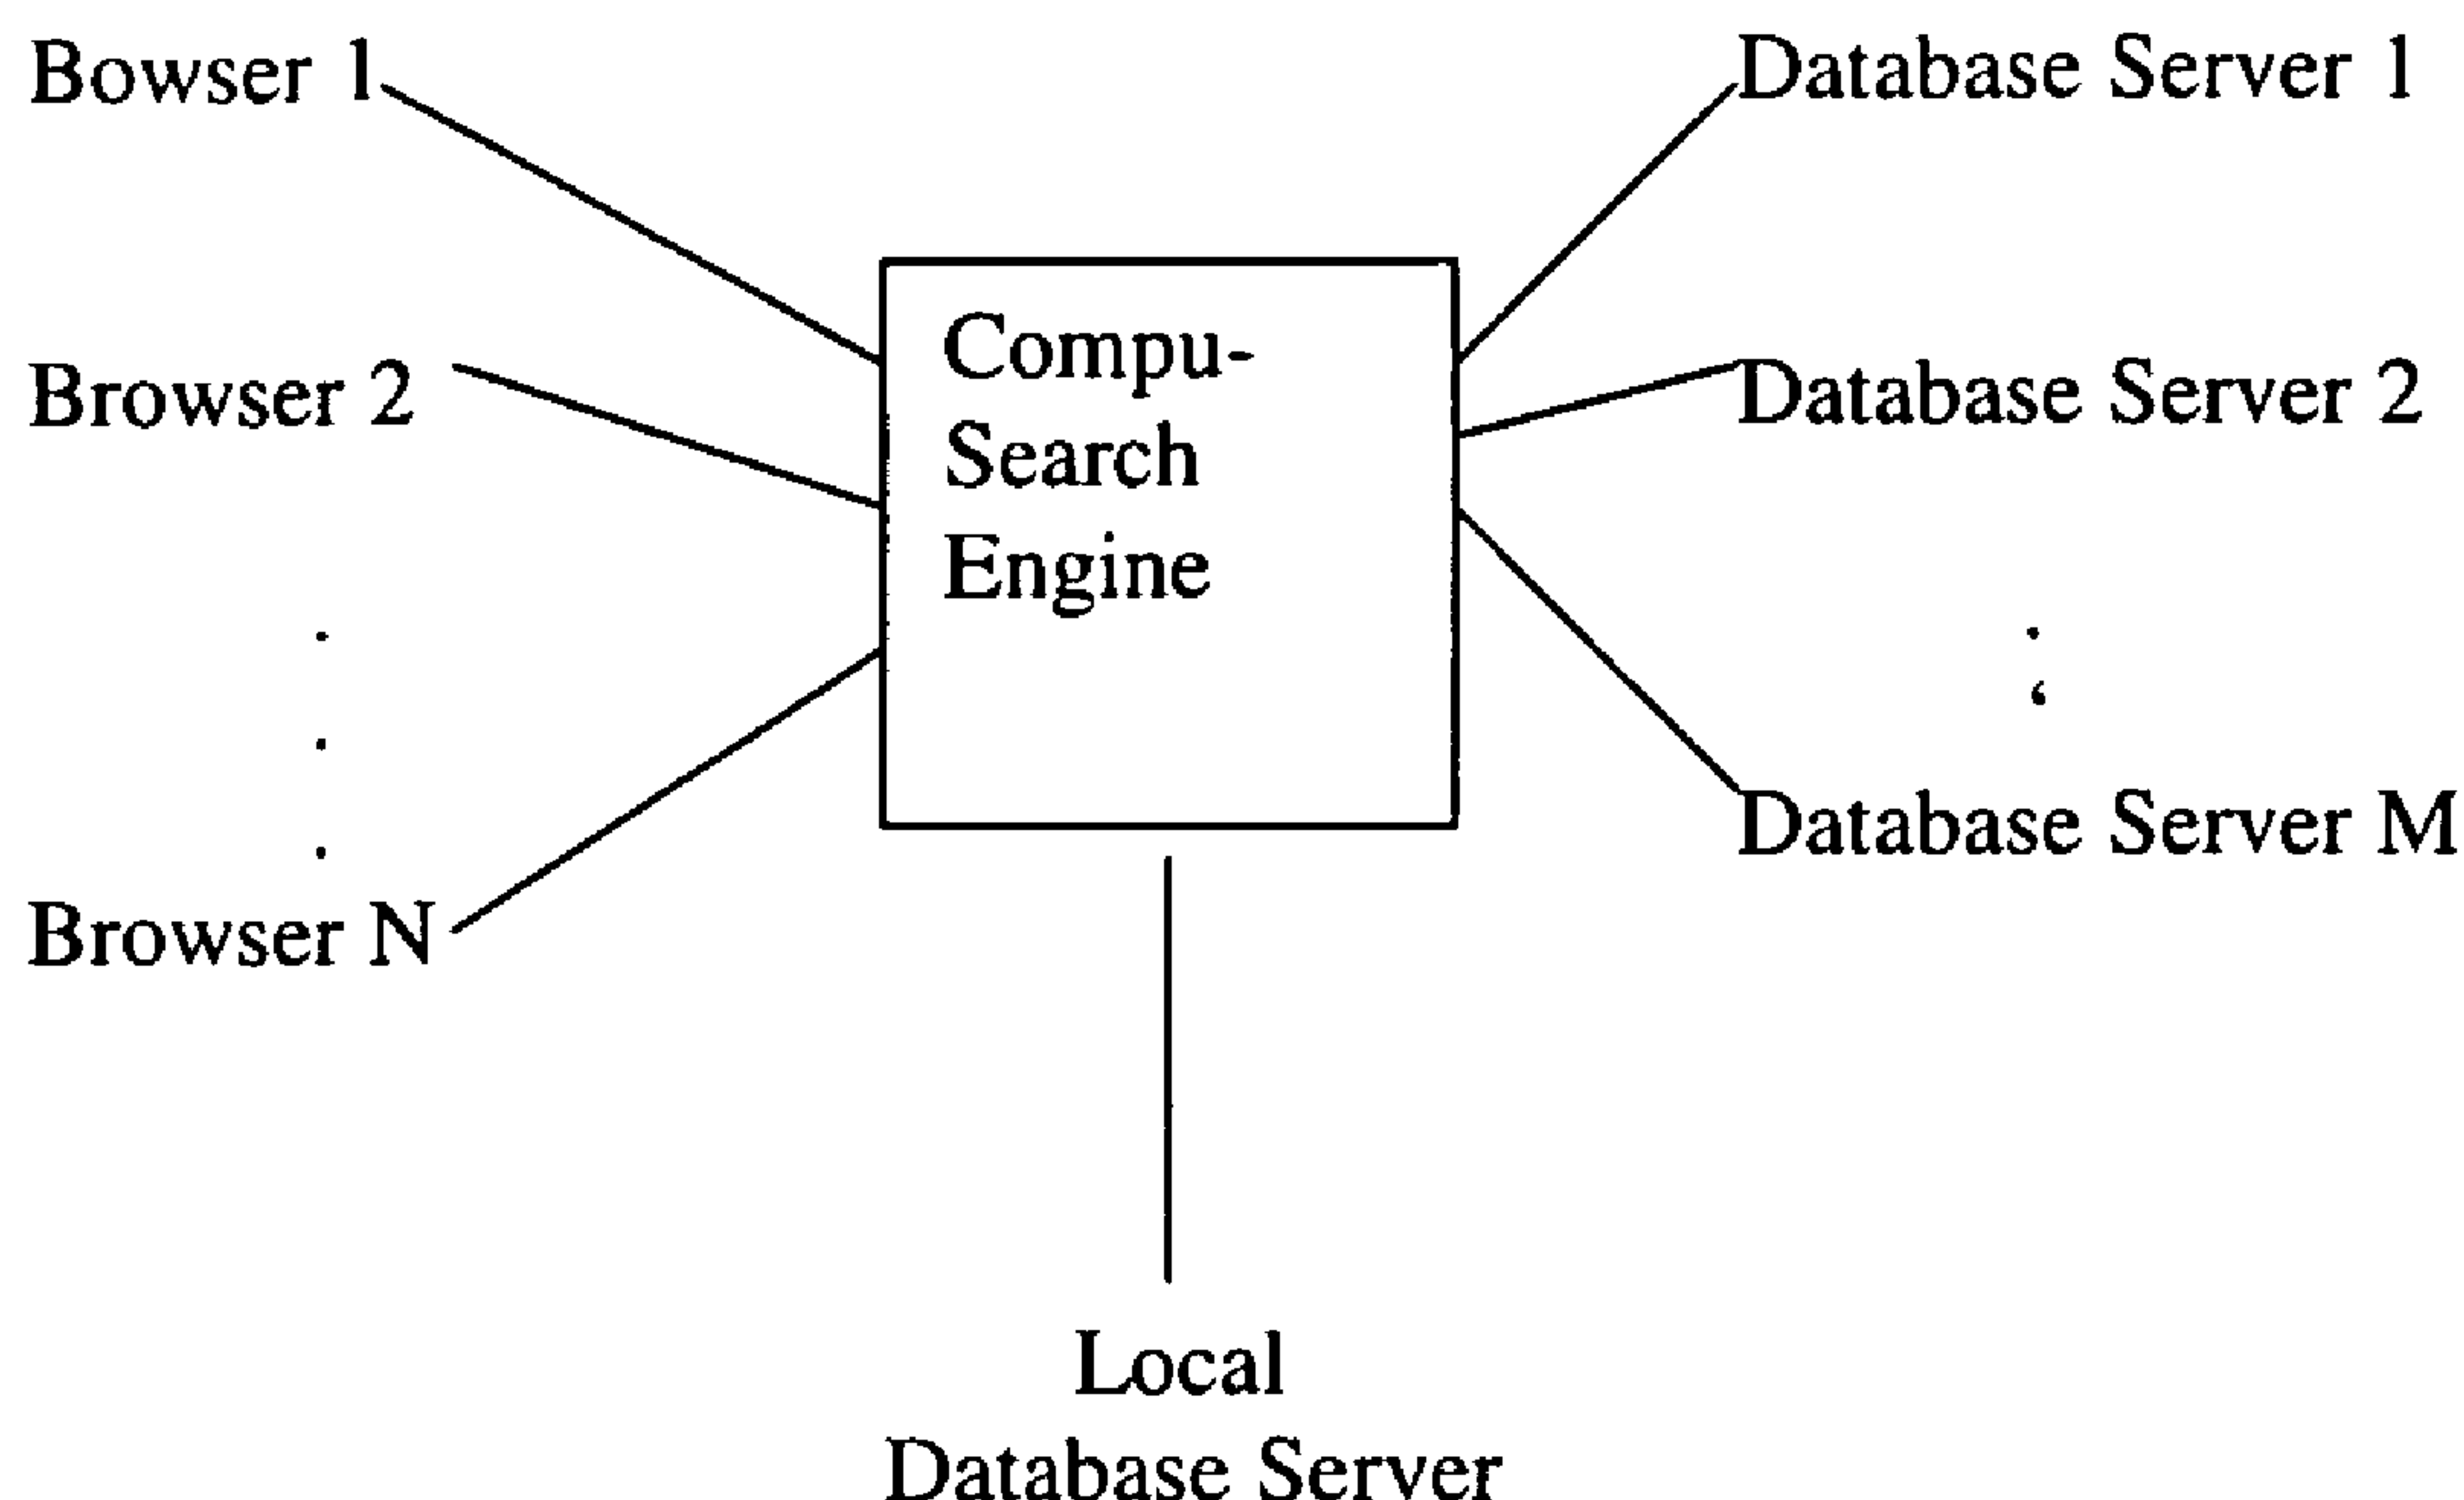 Bowser 1
Browser 2
Browser N
Compu-
Search
Engine
Database Server 1
Database Server 2
Database Server M
Local
Database Server